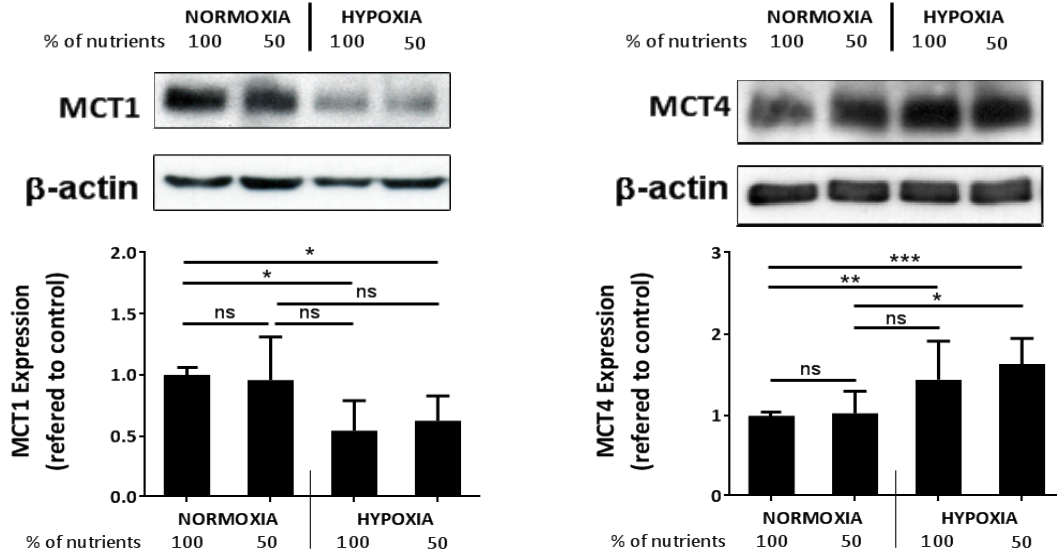 NORMOXIA HYPOXIA
% of nutrients 100 50 100 50
MCT1
β-actin
MCT1 Expression
(refered to control)
2.0
1.5
1.0
0.5
0.0
*
*
ns
ns ns
NORMOXIA HYPOXIA
% of nutrients 100 50 100 50
NORMOXIA HYPOXIA
% of nutrients 100 50 100 50
MCT4
β-actin
MCT4 Expression
(refered to control)
3
2
1
0
***
**
*
ns
ns
NORMOXIA HYPOXIA
% of nutrients 100 50 100 50